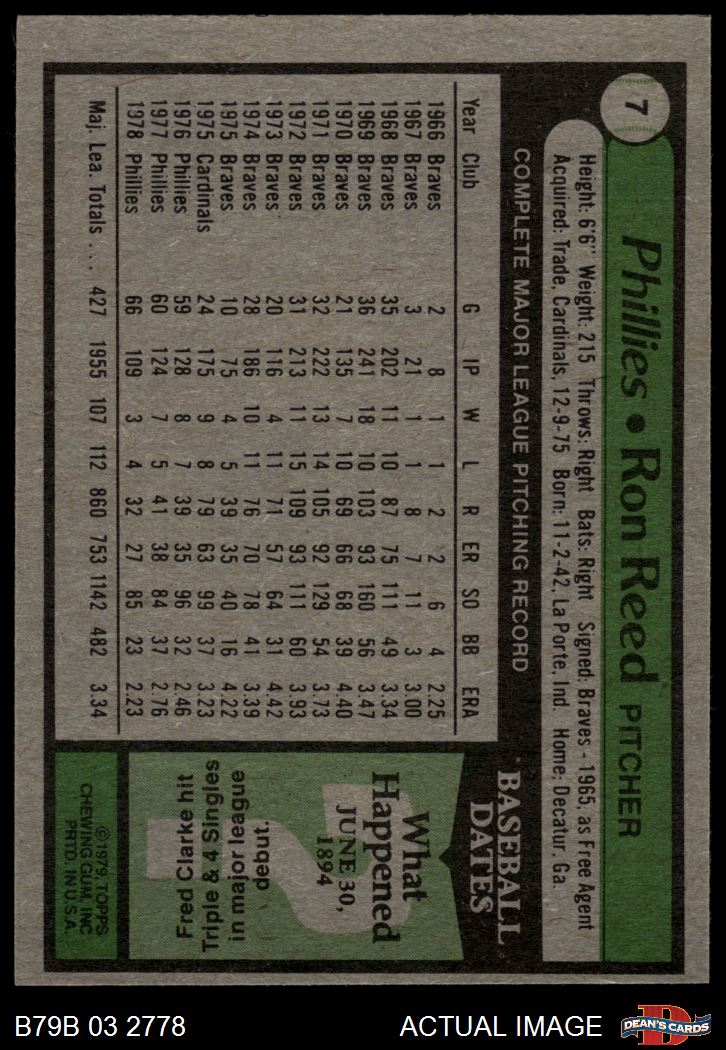 7
Phillies • Ron Reed PITCHER
Height: 6'6" Weight: 215 Throws: Right Bats: Right Signed: Braves - 1965, as Free Agent
Acquired: Trade, Cardinals, 12-9-75 Born: 11-2-42, La Porte, Ind. Home: Decatur, Ga.
COMPLETE MAJOR LEAGUE PITCHING RECORD
Year Club G IP W L R ER SO BB ERA
1966 Braves 2 8 1 1 2 2 6 4 2.25
1967 Braves 3 21 1 1 8 7 11 3 3.00
1968 Braves 35 202 11 10 87 75 111 49 3.34
1969 Braves 36 241 18 10 103 93 160 56 3.47
1970 Braves 21 135 7 10 69 66 68 39 4.40
1971 Braves 32 222 13 14 105 92 129 54 3.73
1972 Braves 31 213 11 15 109 93 111 60 3.93
1973 Braves 20 116 4 11 71 57 64 31 4.42
1974 Braves 28 186 10 11 76 70 78 41 3.39
1975 Braves 10 75 4 5 39 35 40 16 4.22
1975 Cardinals 24 175 9 8 79 63 99 37 3.23
1976 Phillies 59 128 8 7 39 35 96 32 2.46
1977 Phillies 60 124 7 5 41 38 84 37 2.76
1978 Phillies 66 109 3 4 32 27 85 23 2.23
Maj. Lea. Totals . . . 427 1955 107 112 860 753 1142 482 3.34
BASEBALL
DATES
What
Happened
JUNE 30,
1894
Fred Clarke hit
Triple & 4 Singles
in major league
debut.
©1979, TOPPS
CHEWING GUM, INC
PRTD. IN U.S.A.
B79B 03 2778 ACTUAL IMAGE
D
DEAN'S CARDS